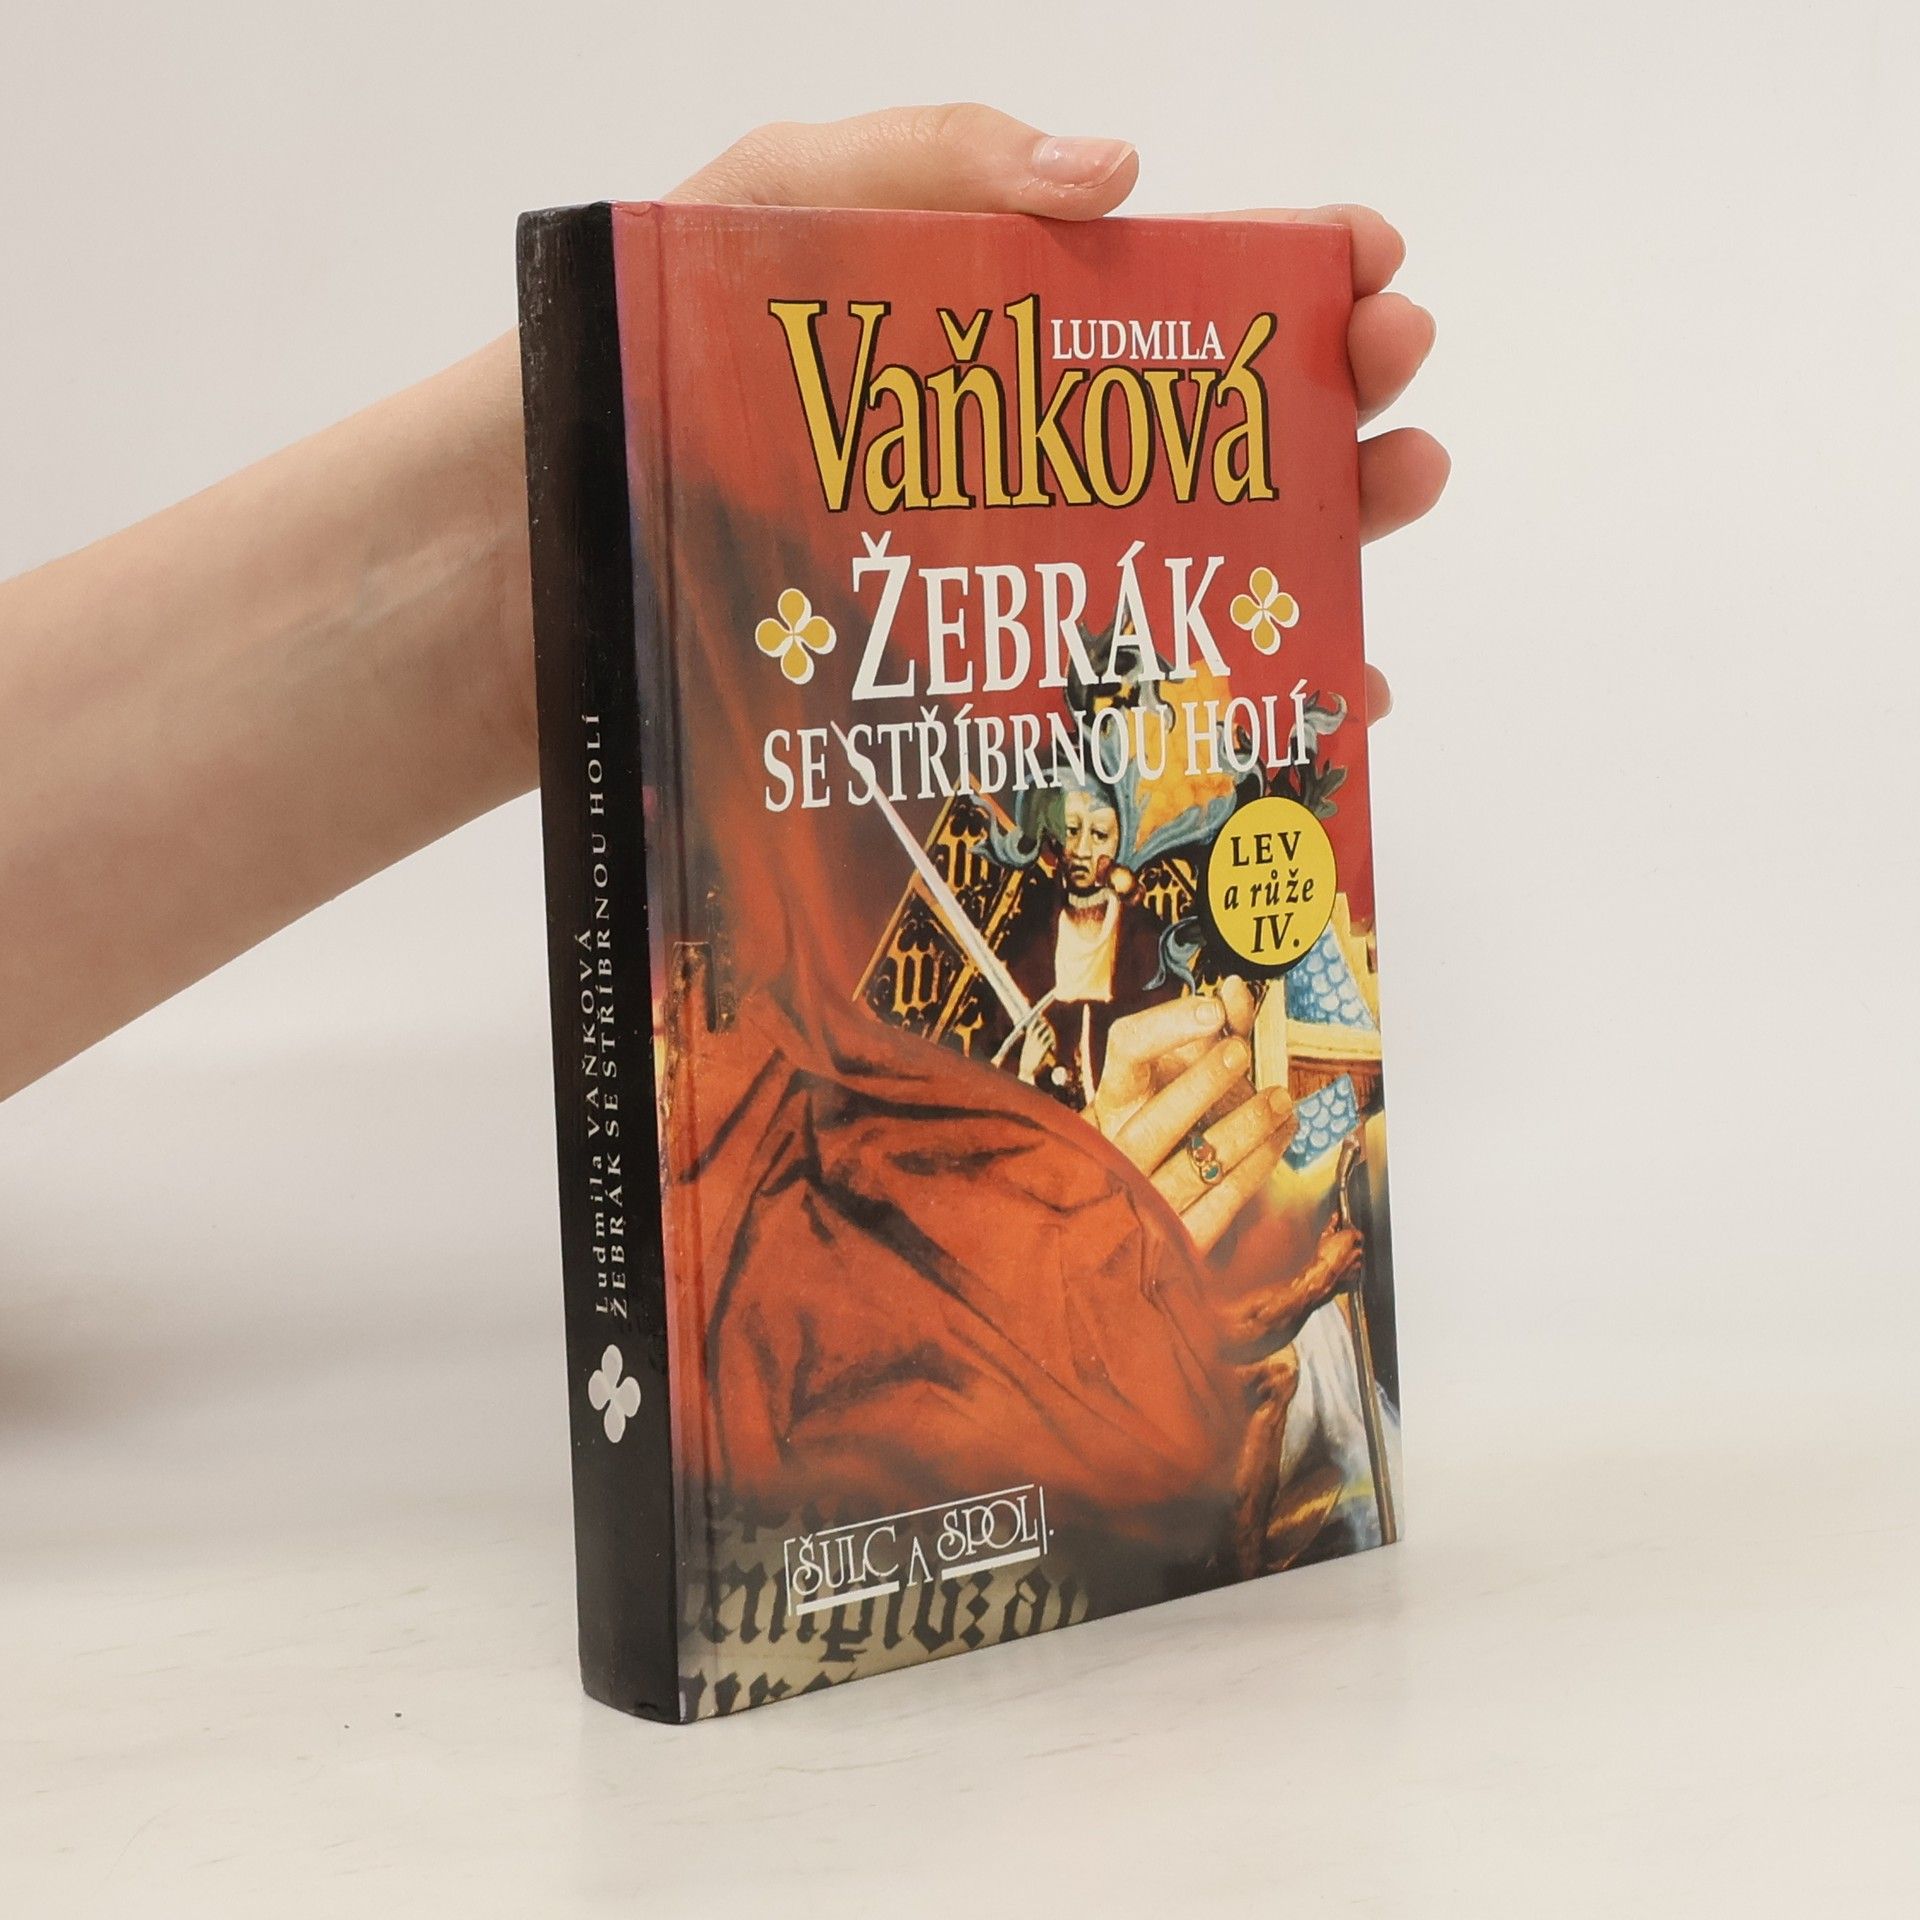 LUDMILA
Vaňková
ŽEBRÁK
SE STŘÍBRNOU HOLÍ
LEV
a růže
IV.
ŠULC A SPOL.
Ludmila VAŇKOVÁ
ŽEBRÁK SE STŘÍBRNOU HOLÍ